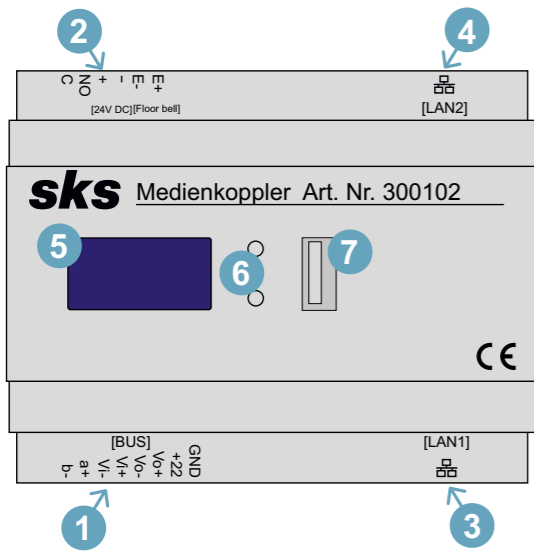 2
4
C NO + - E- E+
[24V DC] [Floor bell]
[LAN2]
sks Medienkoppler Art. Nr. 300102
5
6
7
CE
[BUS]
[LAN1]
b- a+ Vi- Vi+ Vo- Vo+ +22 GND
1
3